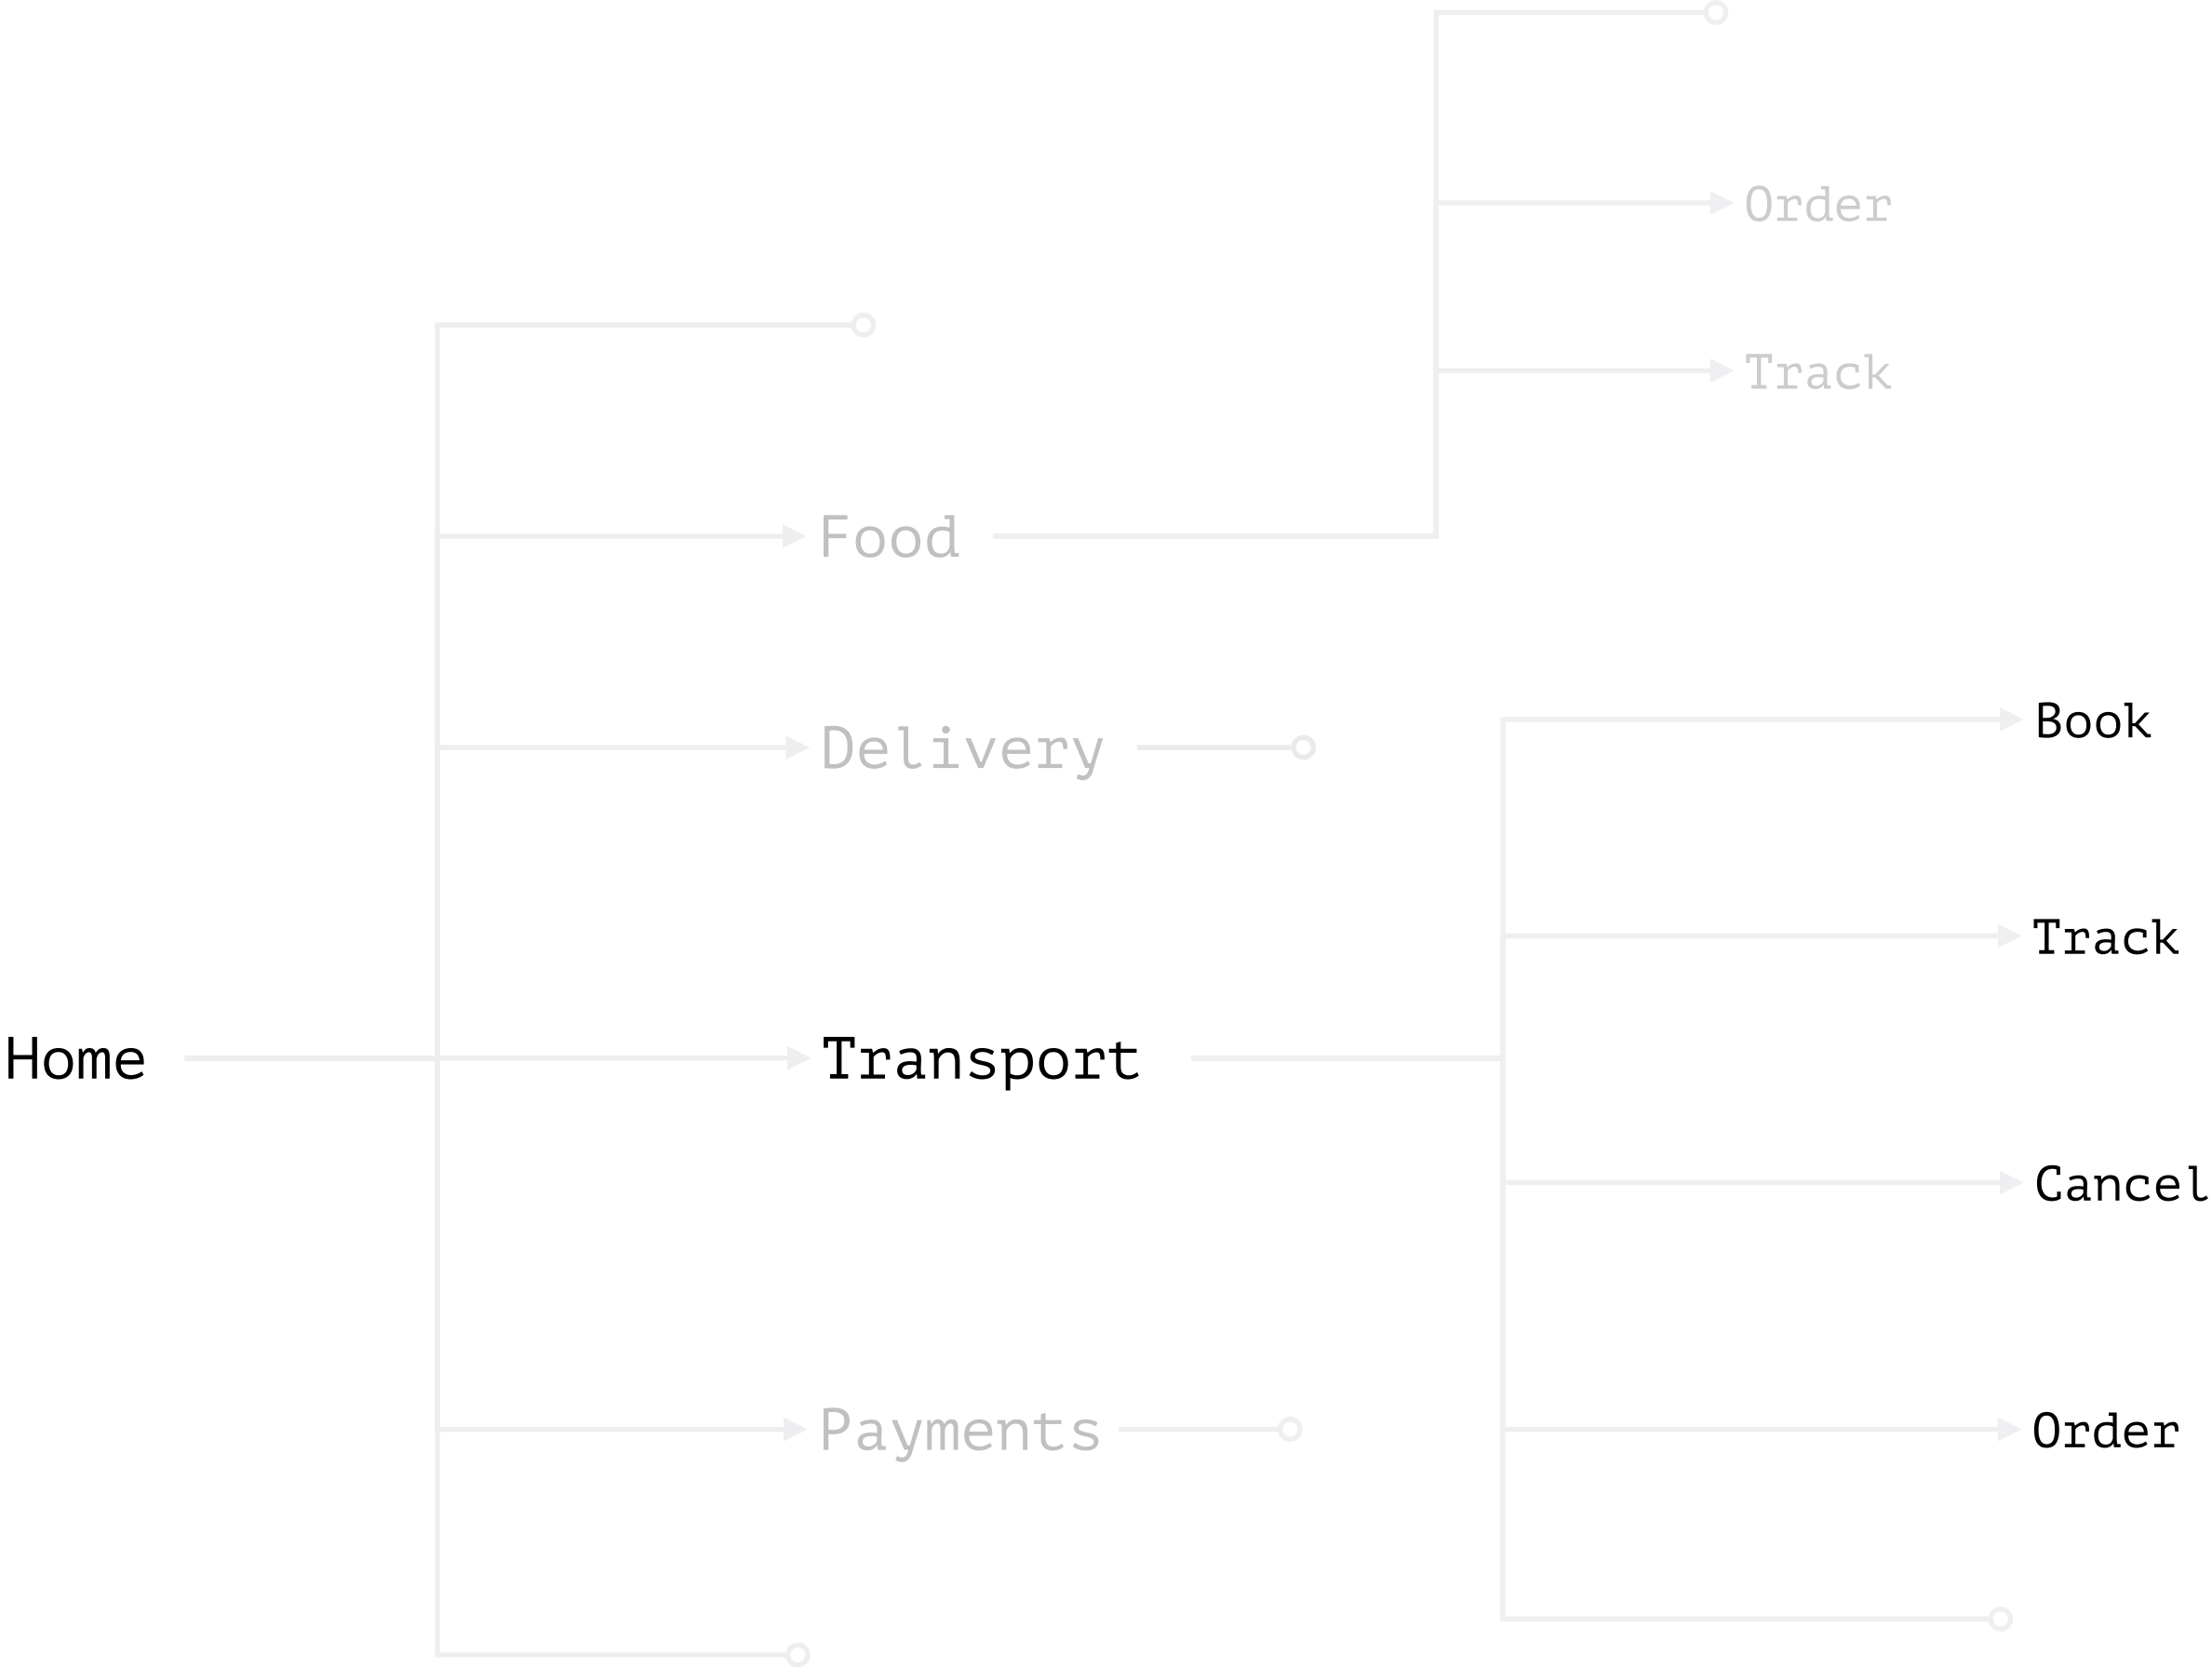 Order
Track
Food
Delivery
Book
Track
Home
Transport
Cancel
Payments
Order